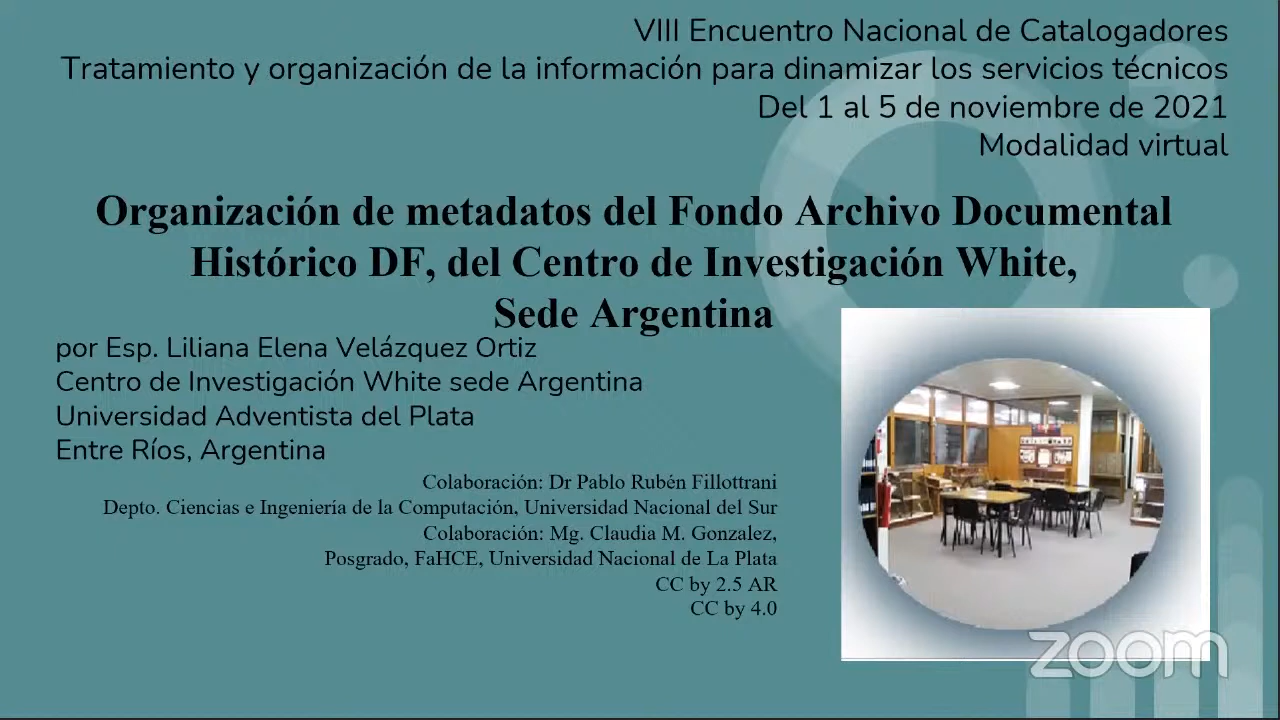 VIII Encuentro Nacional de Catalogadores
Tratamiento y organización de la información para dinamizar los servicios técnicos
Del 1 al 5 de noviembre de 2021
Modalidad virtual
Organización de metadatos del Fondo Archivo Documental
Histórico DF, del Centro de Investigación White,
Sede Argentina
por Esp. Liliana Elena Velázquez Ortiz
Centro de Investigación White sede Argentina
Universidad Adventista del Plata
Entre Ríos, Argentina
Colaboración: Dr Pablo Rubén Fillottrani
Depto. Ciencias e Ingeniería de la Computación, Universidad Nacional del Sur
Colaboración: Mg. Claudia M. Gonzalez,
Posgrado, FaHCE, Universidad Nacional de La Plata
CC by 2.5 AR
CC by 4.0
zoom